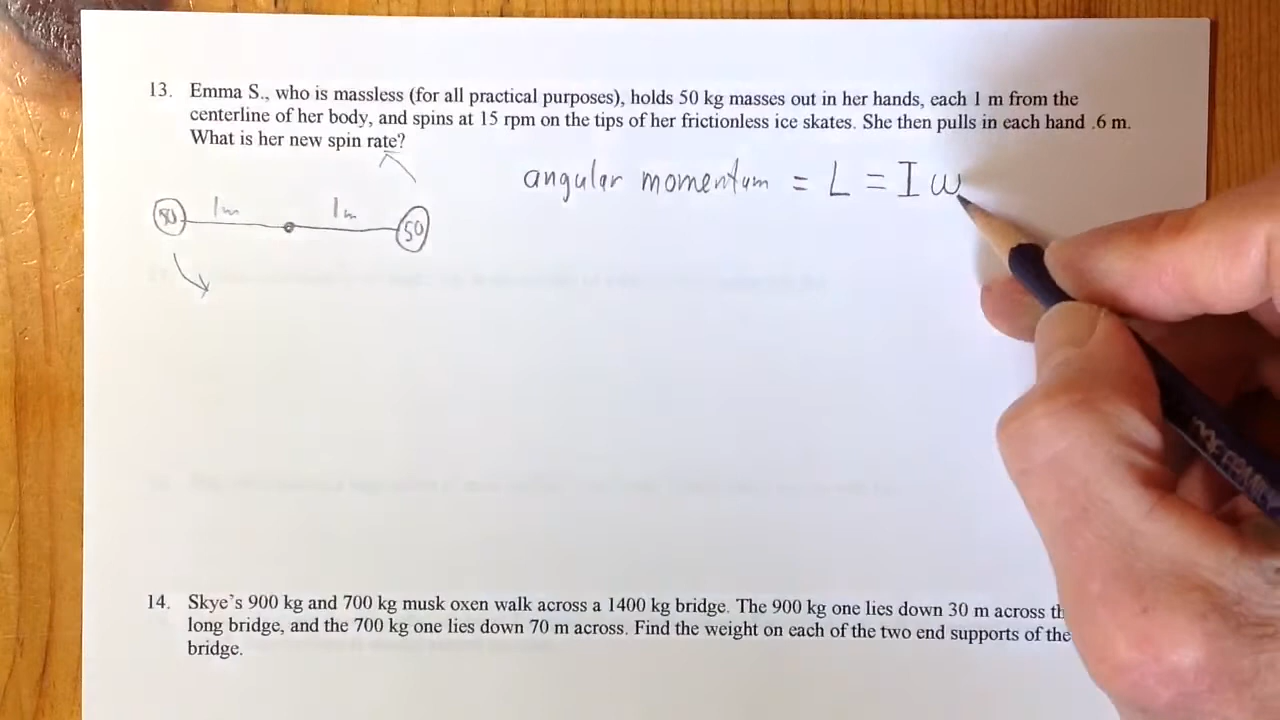 13. Emma S., who is massless (for all practical purposes), holds 50 kg masses out in her hands, each 1 m from the
centerline of her body, and spins at 15 rpm on the tips of her frictionless ice skates. She then pulls in each hand .6 m.
What is her new spin rate?
angular momentum = L = I ω
50 1m 1m 50
14. Skye's 900 kg and 700 kg musk oxen walk across a 1400 kg bridge. The 900 kg one lies down 30 m across
long bridge, and the 700 kg one lies down 70 m across. Find the weight on each of the two end supports of the
bridge.